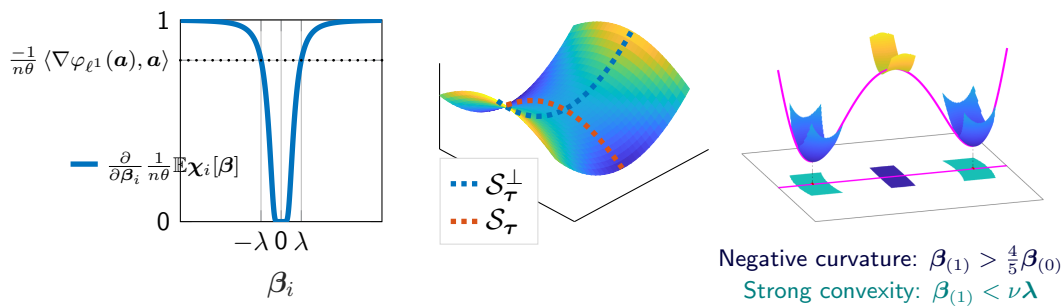 1
$\frac{-1}{n\theta} \langle \nabla \varphi_{\ell^1}(\boldsymbol{a}), \boldsymbol{a} \rangle$
$\frac{\partial}{\partial \boldsymbol{\beta}_i} \frac{1}{n\theta} \mathbb{E} \boldsymbol{\chi}_i[\boldsymbol{\beta}]$
0
−λ 0 λ
$\boldsymbol{\beta}_i$
$\mathcal{S}_{\boldsymbol{\tau}}^{\perp}$
$\mathcal{S}_{\boldsymbol{\tau}}$
Negative curvature: $\boldsymbol{\beta}_{(1)} > \frac{4}{5} \boldsymbol{\beta}_{(0)}$
Strong convexity: $\boldsymbol{\beta}_{(1)} < \nu \boldsymbol{\lambda}$